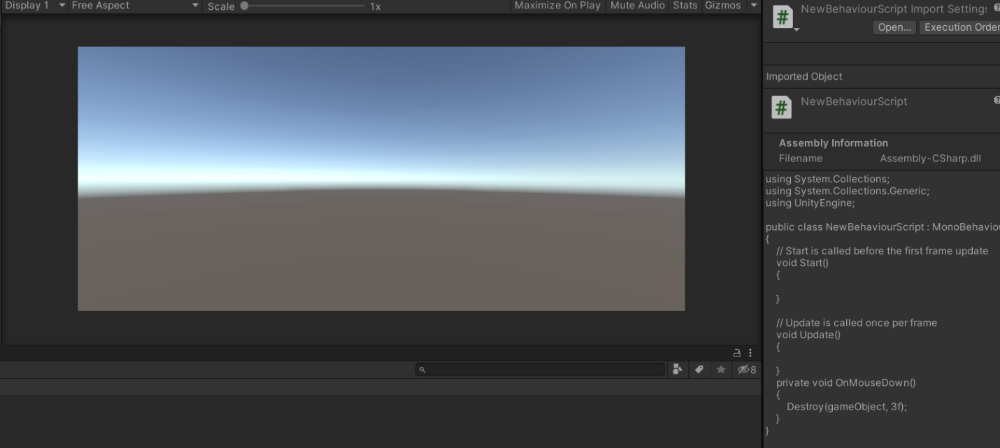 Display 1 Free Aspect Scale 1x Maximize On Play Mute Audio Stats Gizmos
8
NewBehaviourScript Import Settings
Open... Execution Order
Imported Object
# NewBehaviourScript
Assembly Information
Filename Assembly-CSharp.dll
using System.Collections;
using System.Collections.Generic;
using UnityEngine;
public class NewBehaviourScript : MonoBehaviou
{
// Start is called before the first frame update
void Start()
{
}
// Update is called once per frame
void Update()
{
}
private void OnMouseDown()
{
Destroy(gameObject, 3f);
}
}